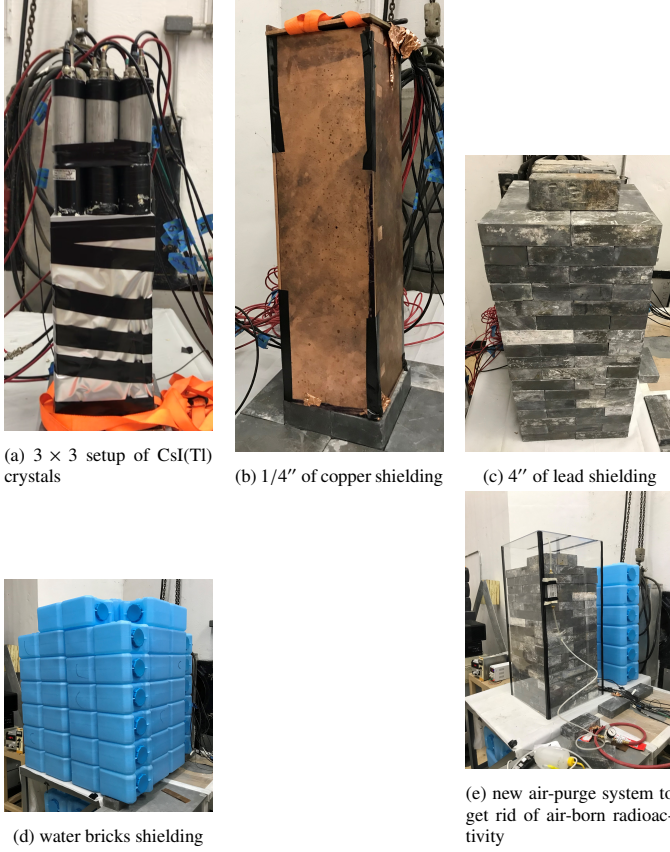 (a) 3 × 3 setup of CsI(Tl)
crystals
(b) 1/4′′ of copper shielding
(c) 4′′ of lead shielding
(d) water bricks shielding
(e) new air-purge system to
get rid of air-born radioac-
tivity